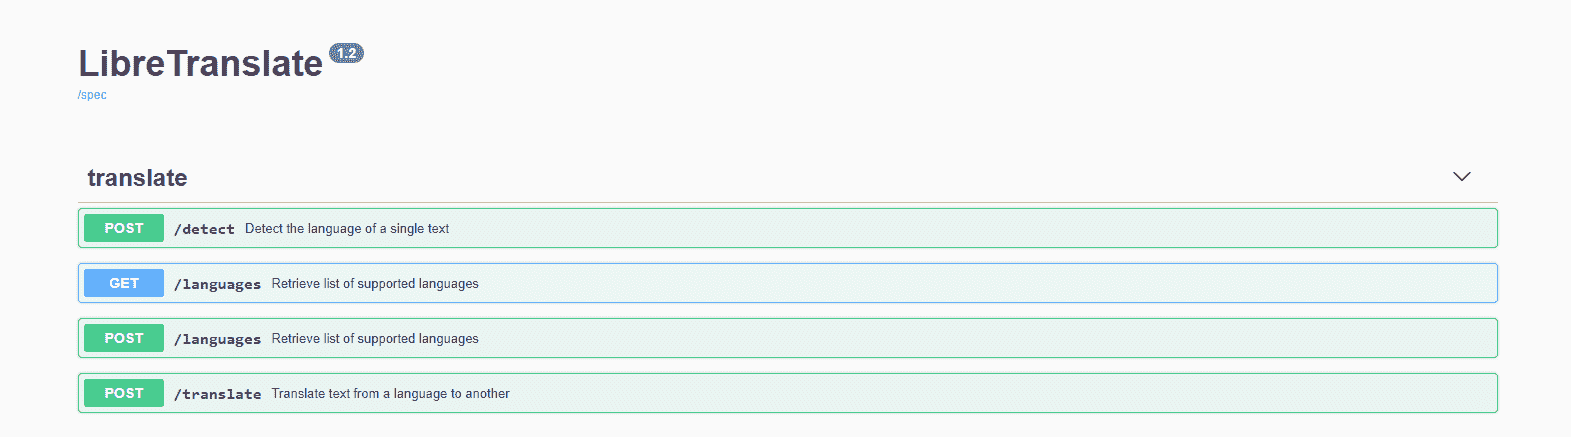 LibreTranslate 1.2
/spec
translate
POST /detect Detect the language of a single text
GET /languages Retrieve list of supported languages
POST /languages Retrieve list of supported languages
POST /translate Translate text from a language to another